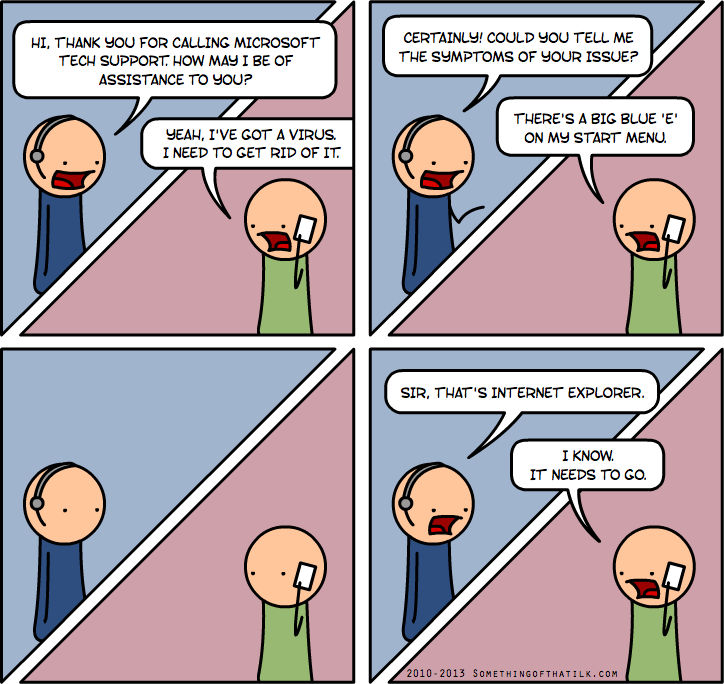 HI, THANK YOU FOR CALLING MICROSOFT
TECH SUPPORT. HOW MAY I BE OF
ASSISTANCE TO YOU?
YEAH, I'VE GOT A VIRUS.
I NEED TO GET RID OF IT.
CERTAINLY! COULD YOU TELL ME
THE SYMPTOMS OF YOUR ISSUE?
THERE'S A BIG BLUE 'E'
ON MY START MENU.
SIR, THAT'S INTERNET EXPLORER.
I KNOW.
IT NEEDS TO GO.
2010-2013 SOMETHINGOFTHATILK.COM